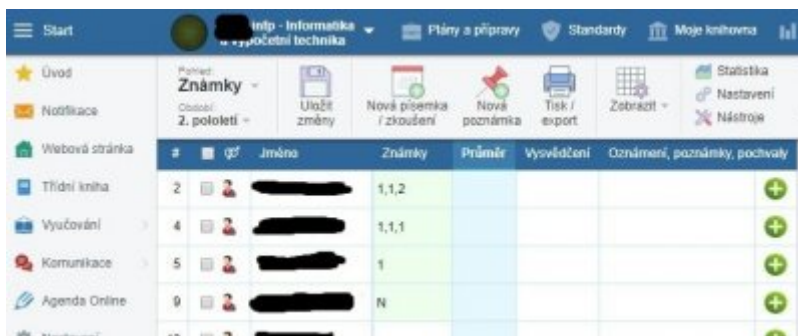 Start
intp - Informatika
a výpočetní technika
Plány a přípravy
Standardy
Moje knihovna
Úvod
Notifikace
Webová stránka
Třídní kniha
Vyučování
Komunikace
Agenda Online
Pohled:
Známky
Období:
2. pololetí
Uložit
změny
Nová písemka
/ zkoušení
Nová
poznámka
Tisk /
export
Zobrazit
Statistika
Nastavení
Nástroje
# Jméno Známky Průměr Vysvědčení Oznámení, poznámky, pochvaly
2 1,1,2
4 1,1,1
5 1
9 N